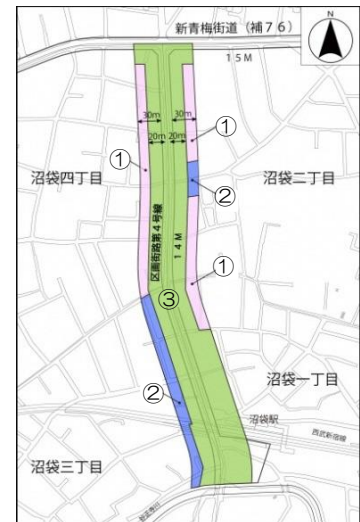 新青梅街道（補７６）
１５Ｍ
30m
30m
①
20m
20m
①
沼袋四丁目
②
沼袋二丁目
区画街路第４号線
１４Ｍ
①
③
沼袋一丁目
②
沼袋駅
西武新宿線
沼袋三丁目